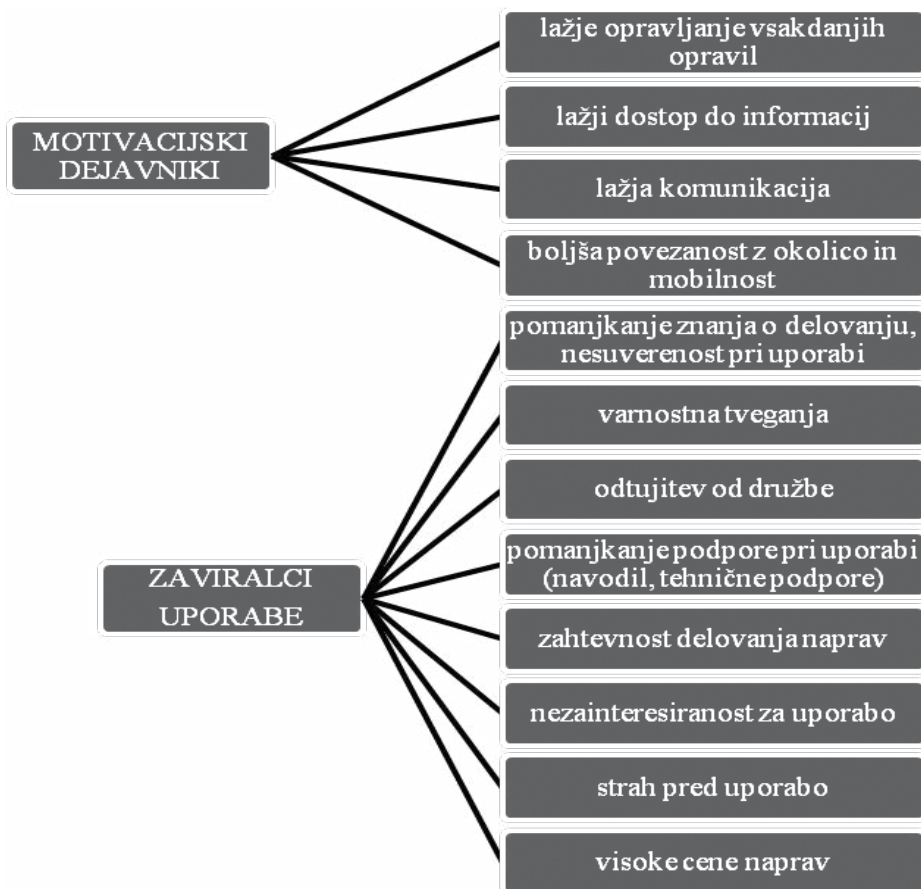 MOTIVACIJSKI
DEJAVNIKI
lažje opravljanje vsakdanjih
opravil
lažji dostop do informacij
lažja komunikacija
boljša povezanost z okolico in
mobilnost
ZAVIRALCI
UPORABE
pomanjkanje znanja o delovanju,
nesuverenost pri uporabi
varnostna tveganja
odtujitev od družbe
pomanjkanje podpore pri uporabi
(navodil, tehnične podpore)
zahtevnost delovanja naprav
nezainteresiranost za uporabo
strah pred uporabo
visoke cene naprav